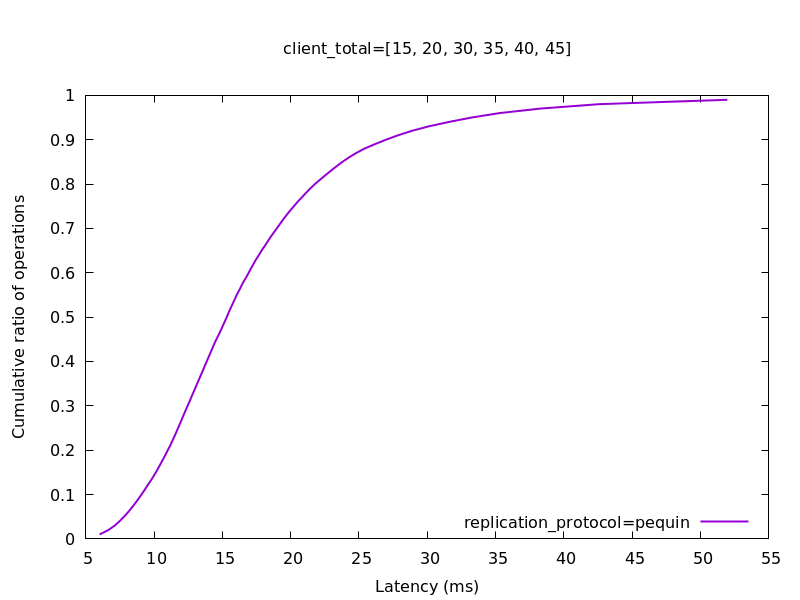 client_total=[15, 20, 30, 35, 40, 45]
1
0.9
0.8
0.7
0.6
0.5
0.4
0.3
0.2
0.1
0
Cumulative ratio of operations
replication_protocol=pequin
5 10 15 20 25 30 35 40 45 50 55
Latency (ms)